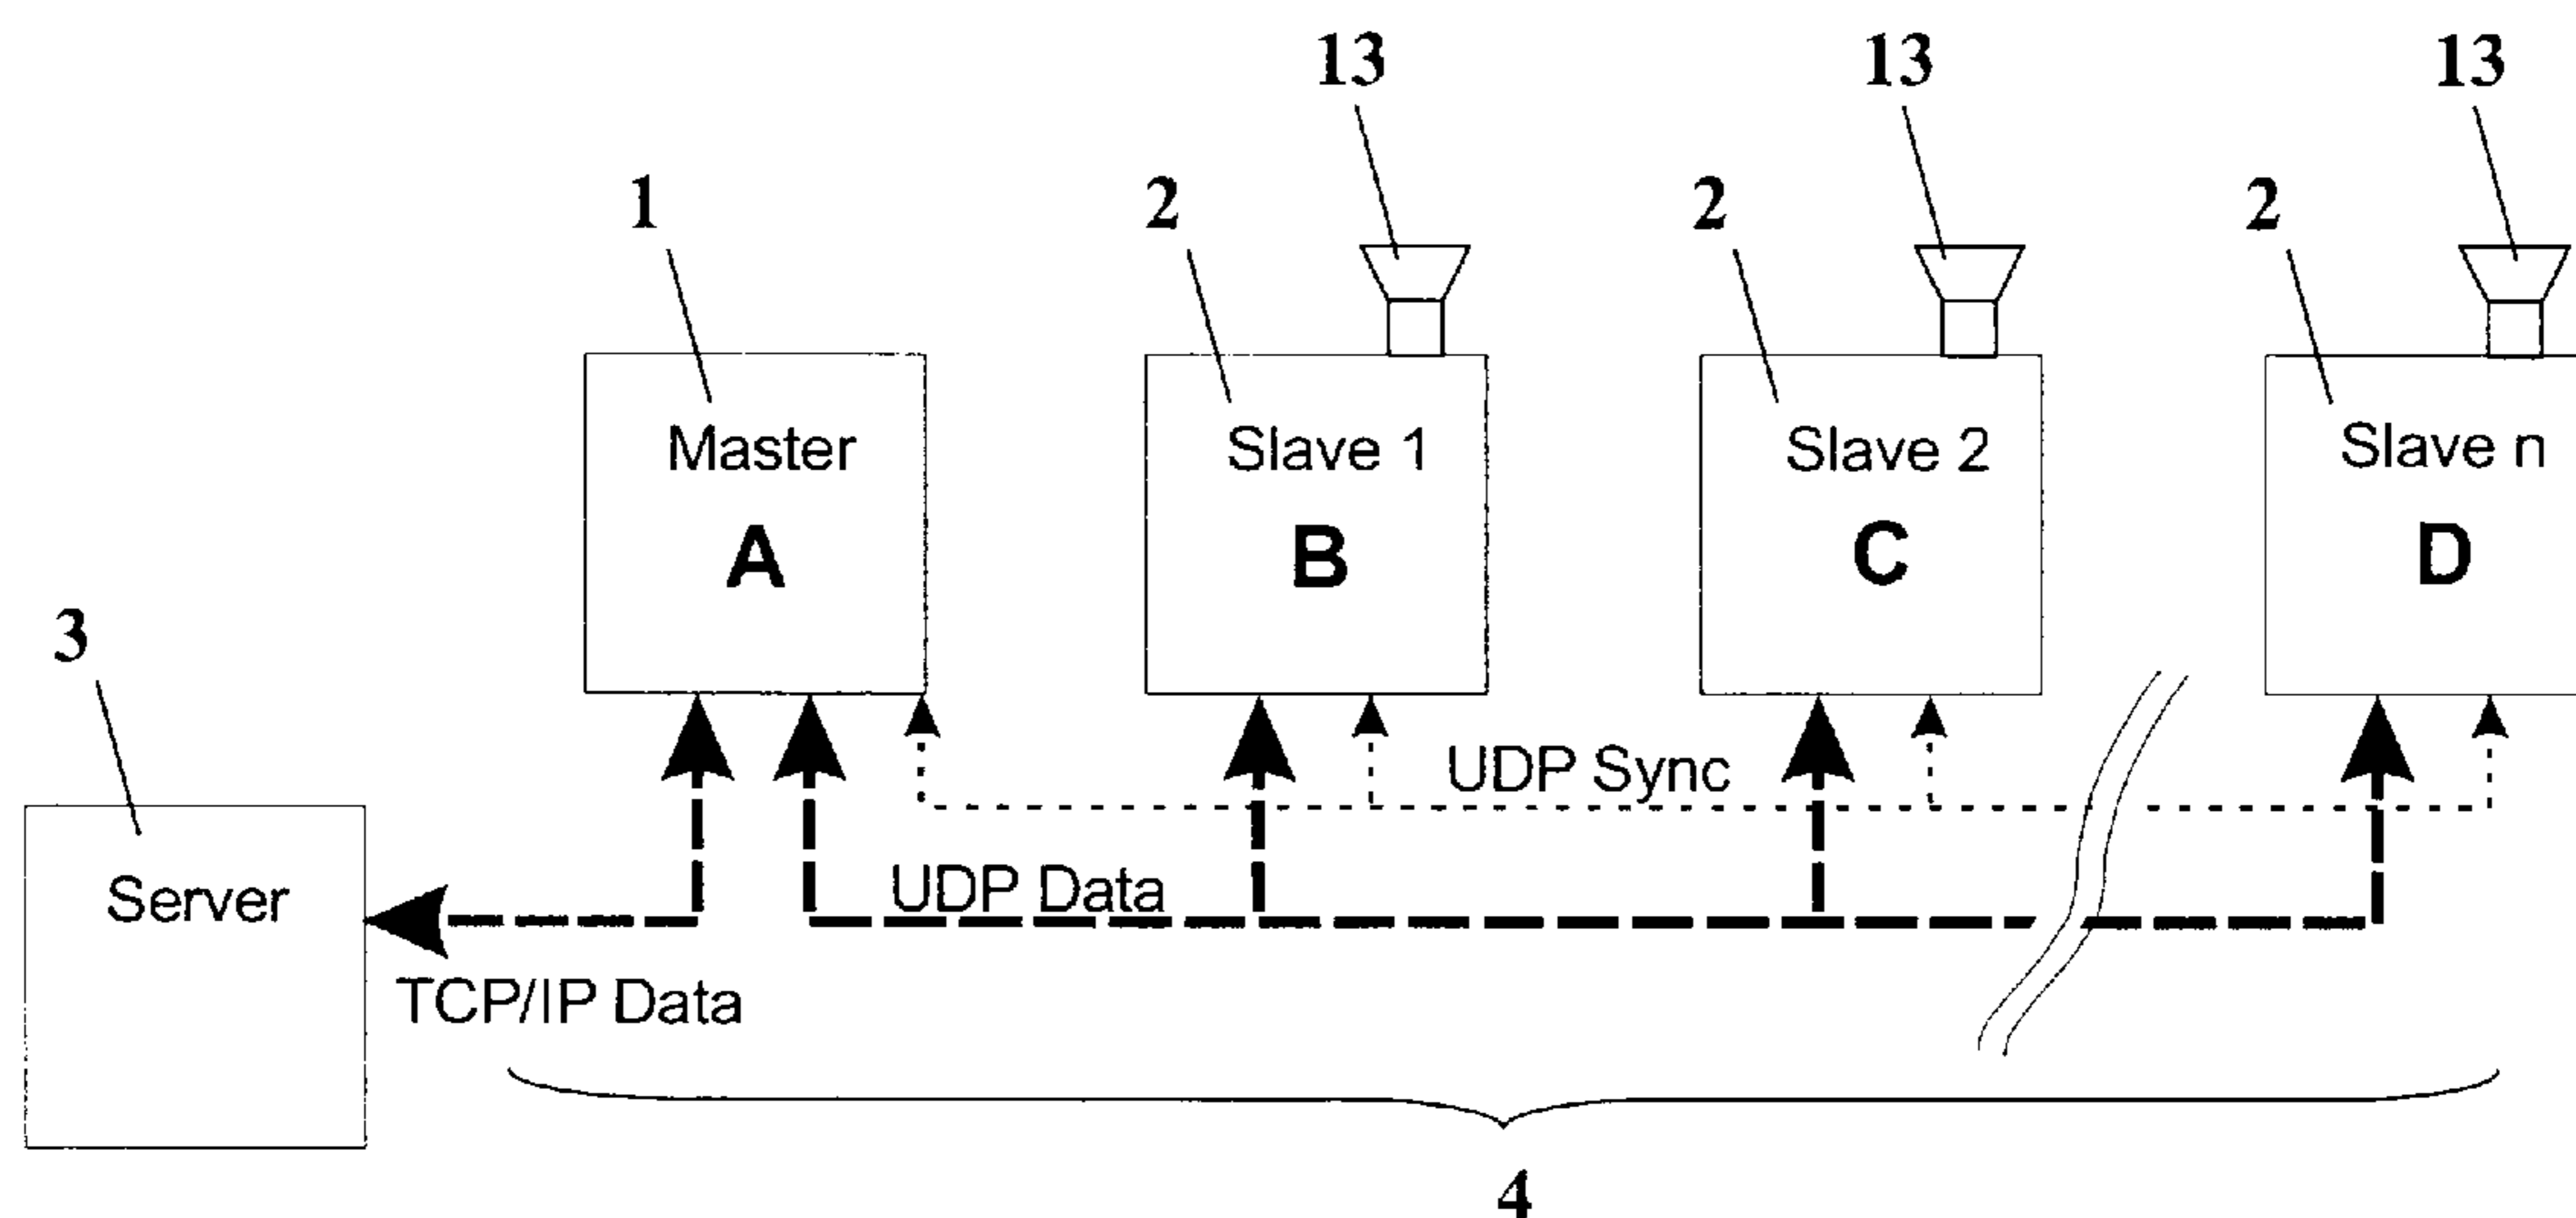 13 13 13
1 2 2 2
Master Slave 1 Slave 2 Slave n
A B C D
3
UDP Sync
Server UDP Data
TCP/IP Data
4